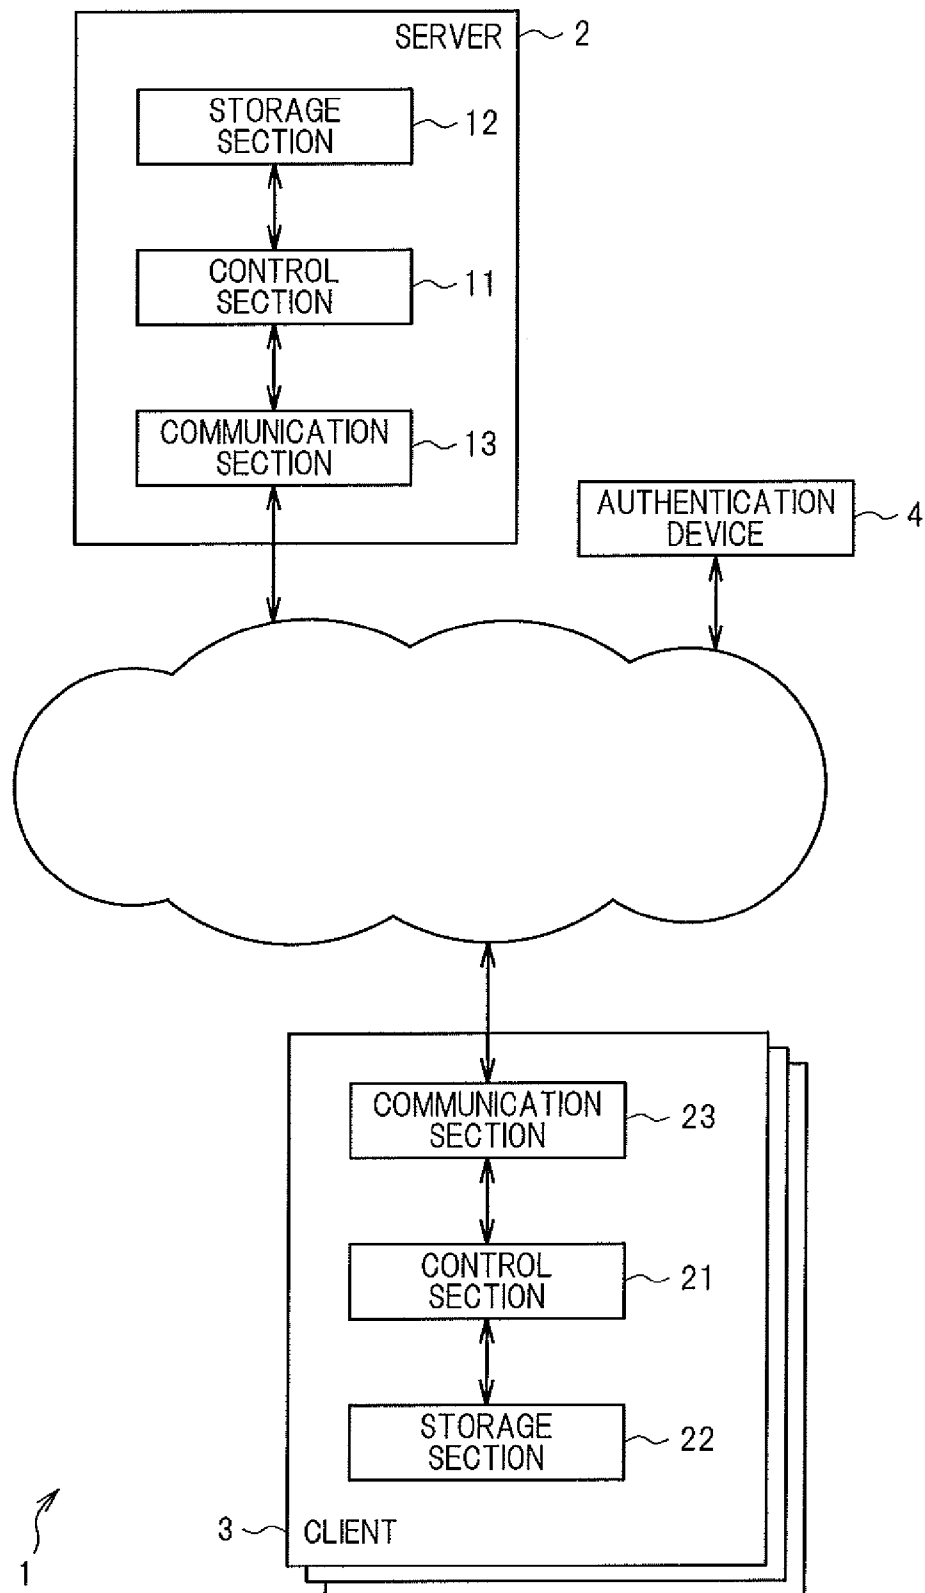 SERVER
2
STORAGE
SECTION
12
CONTROL
SECTION
11
COMMUNICATION
SECTION
13
AUTHENTICATION
DEVICE
4
COMMUNICATION
SECTION
23
CONTROL
SECTION
21
STORAGE
SECTION
22
3
CLIENT
1